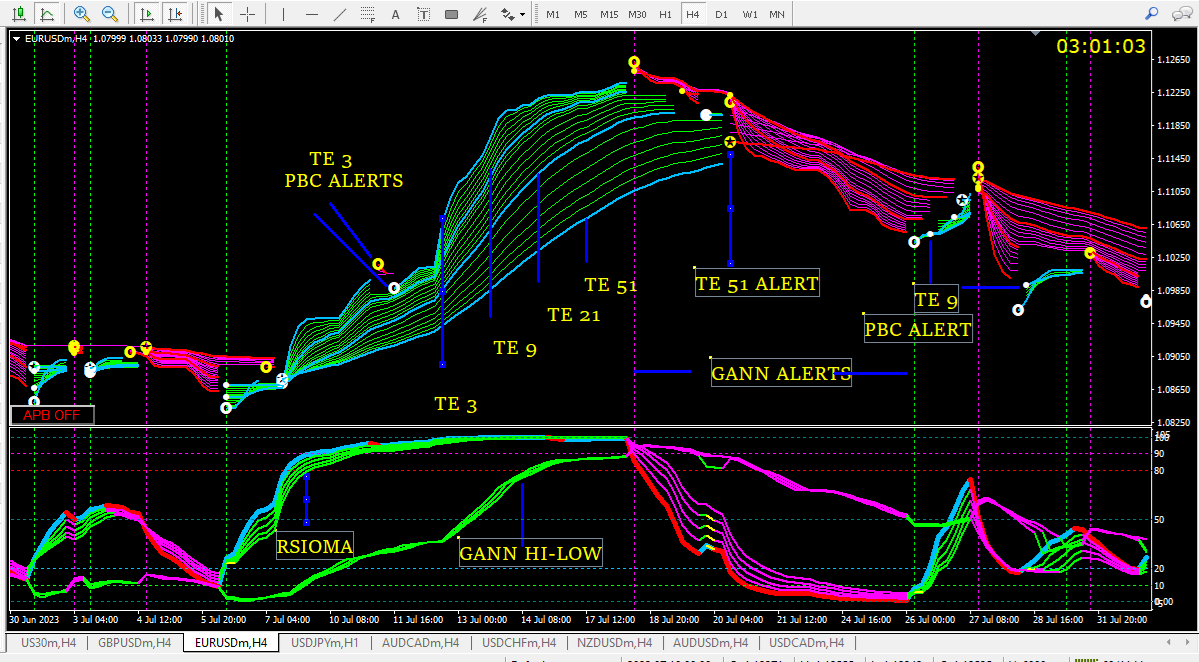 A T
M1 M5 M15 M30 H1 H4 D1 W1 MN
EURUSDm,H4 1.07999 1.08033 1.07990 1.08010
03:01:03
1.12650
1.12250
1.11850
1.11450
1.11050
1.10650
1.10250
1.09850
1.09450
1.09050
1.08650
1.08250
TE 3
PBC ALERTS
TE 51
TE 21
TE 9
TE 3
TE 51 ALERT
TE 9
PBC ALERT
GANN ALERTS
APB OFF
RSIOMA
GANN HI-LOW
90
80
50
20
10
30 Jun 2023 3 Jul 04:00 4 Jul 12:00 5 Jul 20:00 7 Jul 04:00 10 Jul 08:00 11 Jul 16:00 13 Jul 00:00 14 Jul 08:00 17 Jul 12:00 18 Jul 20:00 20 Jul 04:00 21 Jul 12:00 24 Jul 16:00 26 Jul 00:00 27 Jul 08:00 28 Jul 16:00 31 Jul 20:00
US30m,H4 GBPUSDm,H4 EURUSDm,H4 USDJPYm,H1 AUDCADm,H4 USDCHFm,H4 NZDUSDm,H4 AUDUSDm,H4 USDCADm,H4